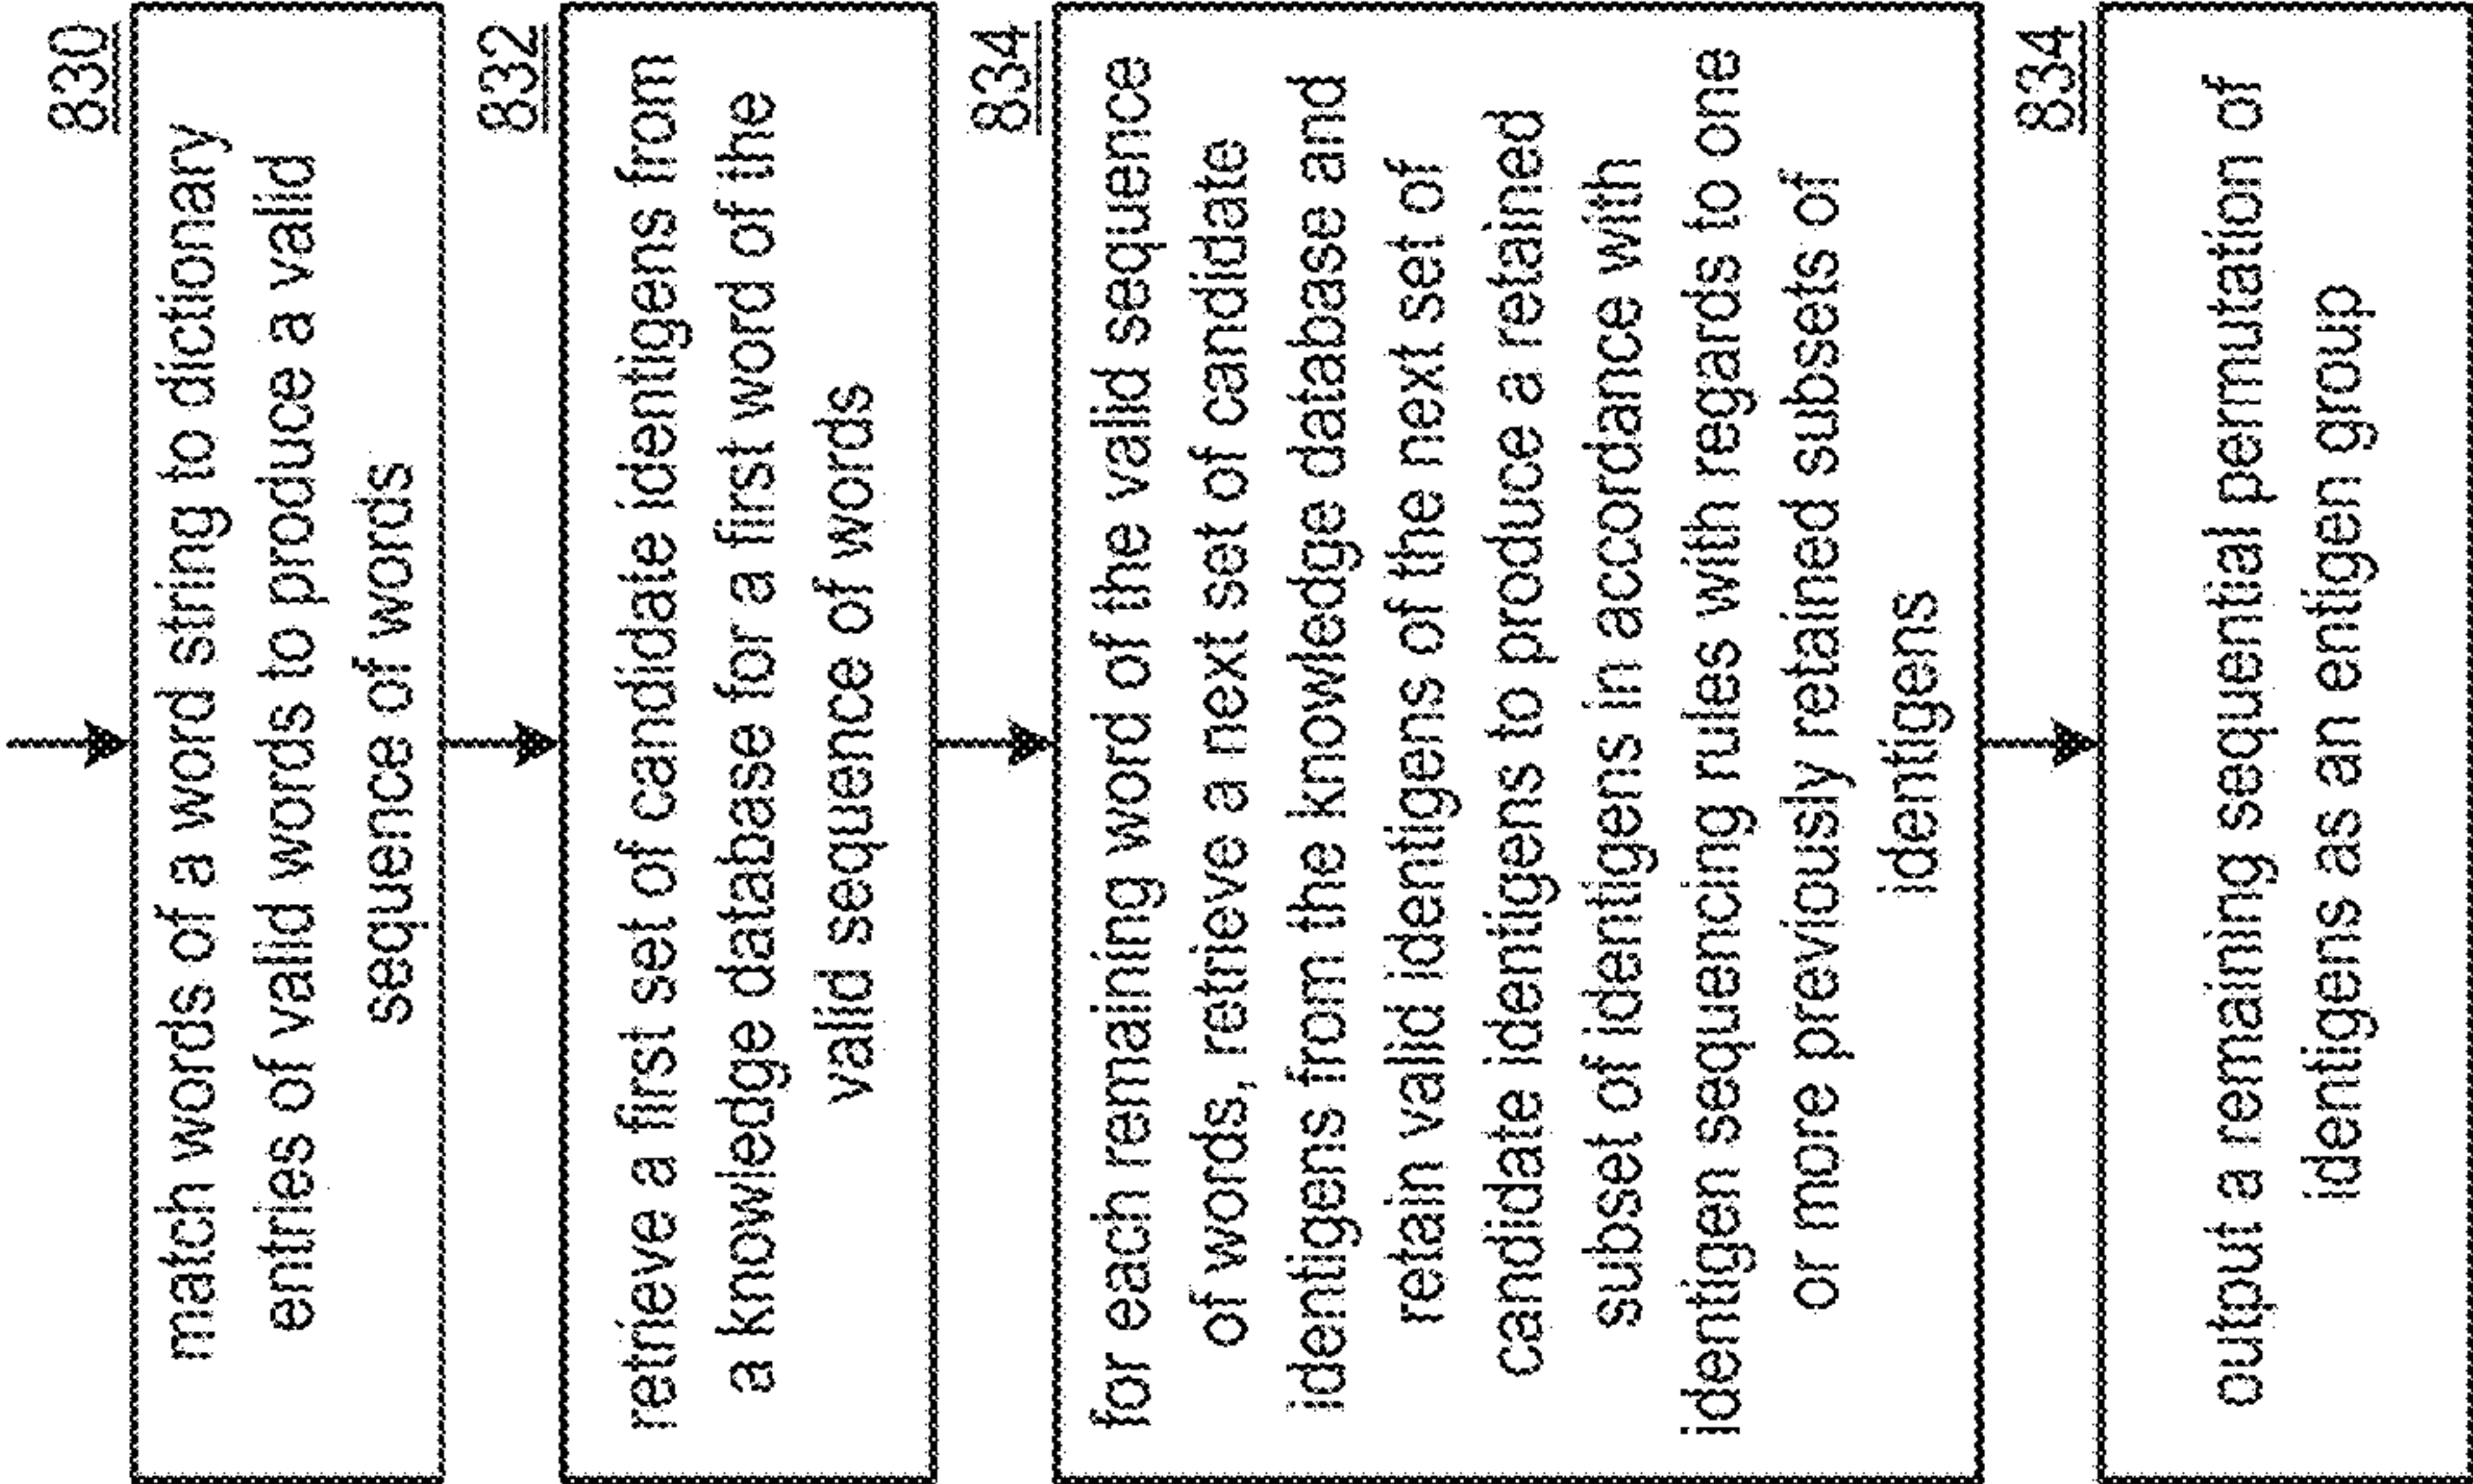 830
match words of a word string to dictionary
entries of valid words to produce a valid
sequence of words
832
retrieve a first set of candidate identigens from
a knowledge database for a first word of the
valid sequence of words
834
for each remaining word of the valid sequence
of words, retrieve a next set of candidate
identigens from the knowledge database and
retain valid identigens of the next set of
candidate identigens to produce a retained
subset of identigens in accordance with
identigen sequencing rules with regards to one
or more previously retained subsets of
identigens
834
output a remaining sequential permutation of
identigens as an entigen group